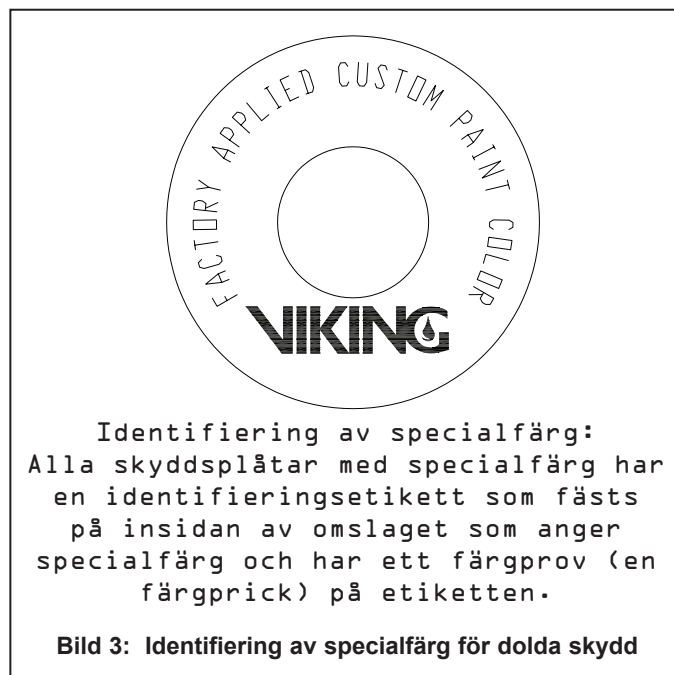 FACTORY APPLIED CUSTOM PAINT COLOR
VIKING
Identifiering av specialfärg:
Alla skyddsplåtar med specialfärg har
en identifieringsetikett som fästs
på insidan av omslaget som anger
specialfärg och har ett färgprov (en
färgprick) på etiketten.
Bild 3: Identifiering av specialfärg för dolda skydd